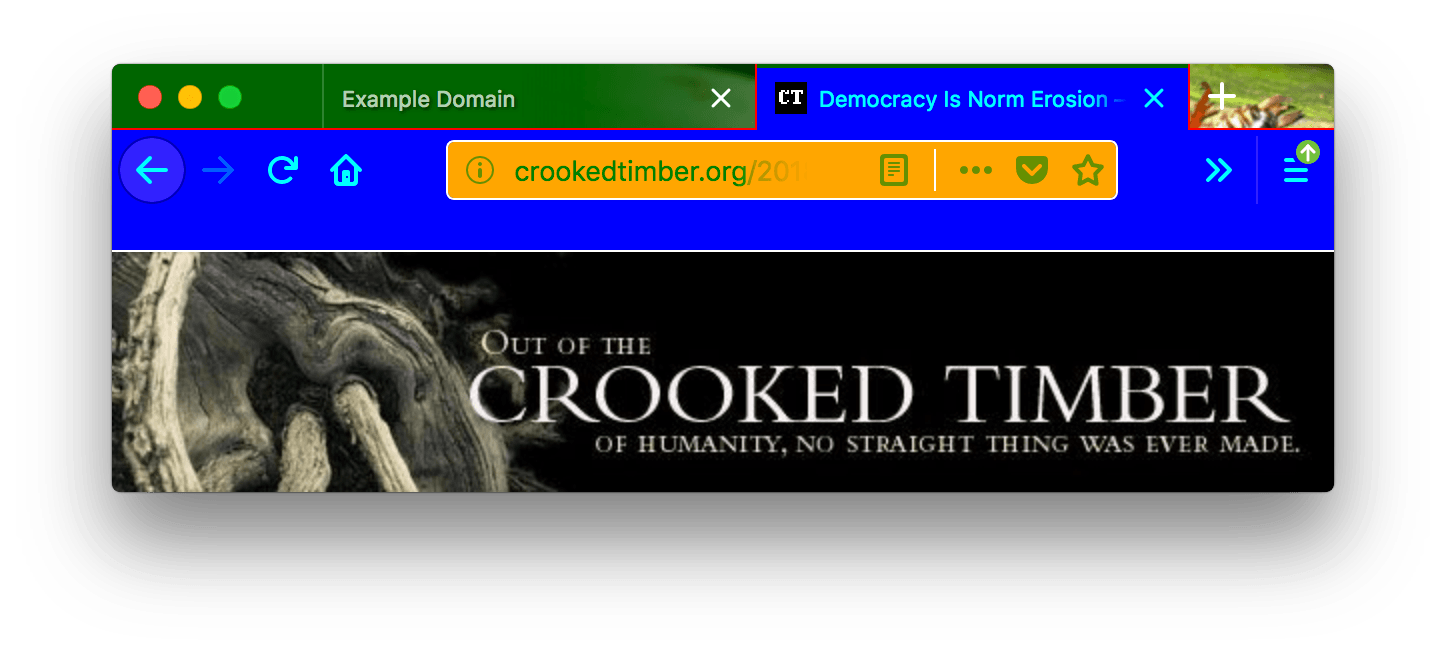 Example Domain
CT Democracy Is Norm Erosion –
crookedtimber.org/201
OUT OF THE
CROOKED TIMBER
OF HUMANITY, NO STRAIGHT THING WAS EVER MADE.